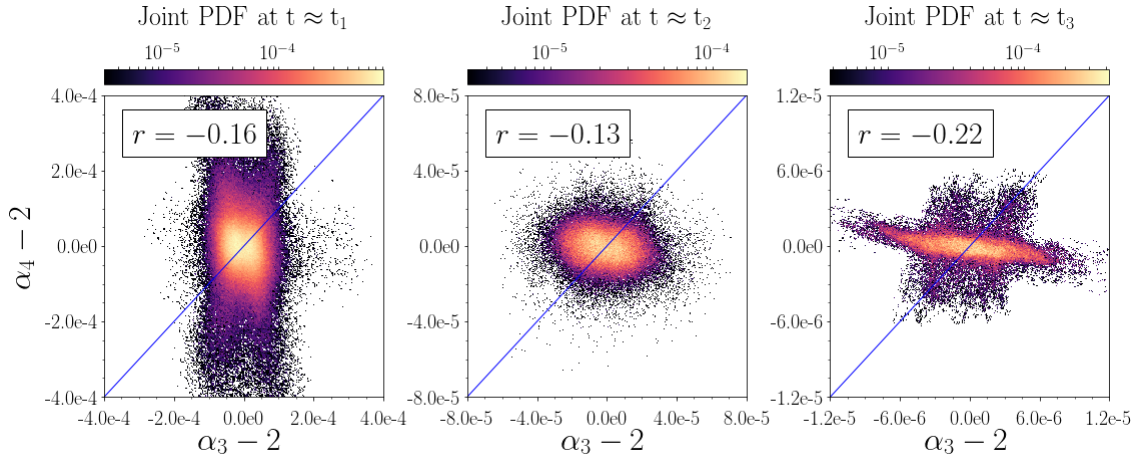 Joint PDF at t ≈ t₁
10⁻⁵ 10⁻⁴
4.0e-4
2.0e-4
0.0e0
-2.0e-4
-4.0e-4
α₄ − 2
r = −0.16
-4.0e-4 -2.0e-4 0.0e0 2.0e-4 4.0e-4
α₃ − 2
Joint PDF at t ≈ t₂
10⁻⁵ 10⁻⁴
8.0e-5
4.0e-5
0.0e0
-4.0e-5
-8.0e-5
r = −0.13
-8.0e-5 -4.0e-5 0.0e0 4.0e-5 8.0e-5
α₃ − 2
Joint PDF at t ≈ t₃
10⁻⁵ 10⁻⁴
1.2e-5
6.0e-6
0.0e0
-6.0e-6
-1.2e-5
r = −0.22
-1.2e-5 -6.0e-6 0.0e0 6.0e-6 1.2e-5
α₃ − 2